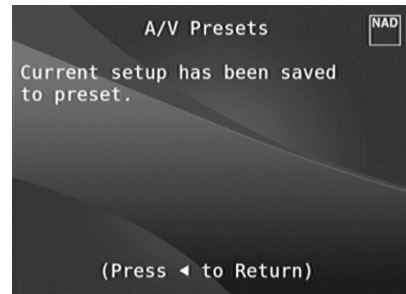 A/V Presets
NAD
Current setup has been saved
to preset.
(Press ◄ to Return)